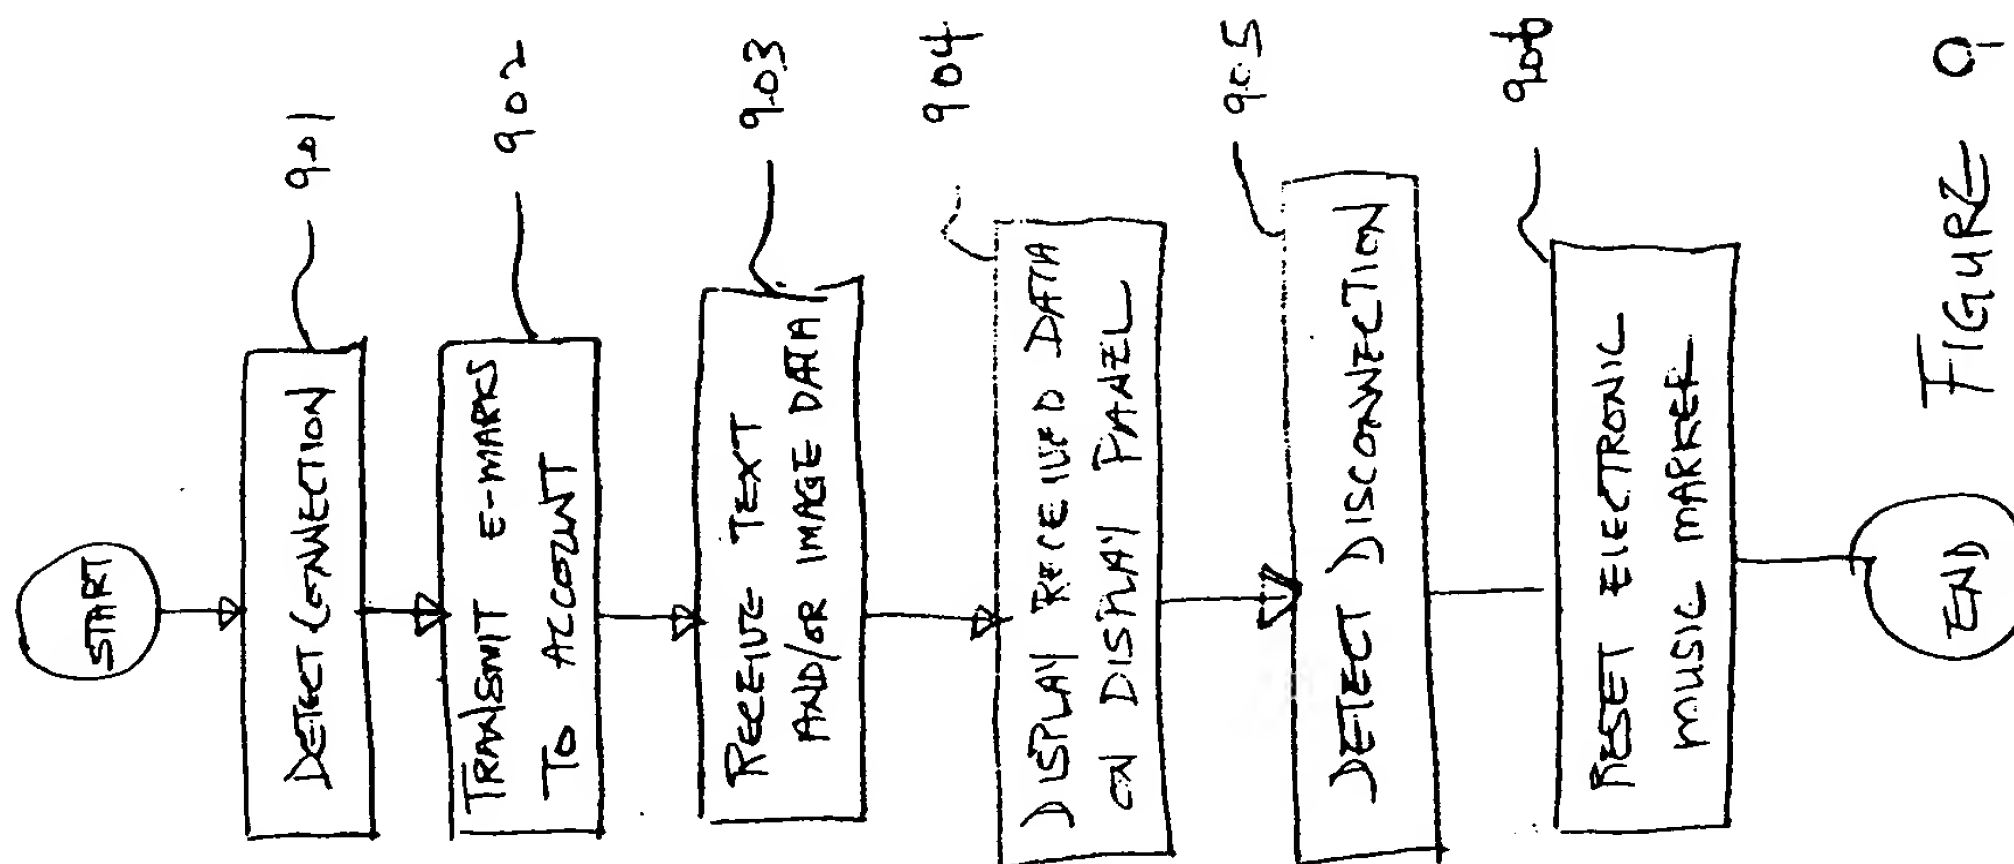 START
901
DETECT CONNECTION
902
TRANSMIT E-MARKS
TO ACCOUNT
903
RECEIVE TEXT
AND/OR IMAGE DATA
904
DISPLAY RECEIVED DATA
ON DISPLAY PANEL
905
DETECT DISCONNECTION
906
RESET ELECTRONIC
MUSIC MARKER
END
FIGURE 9